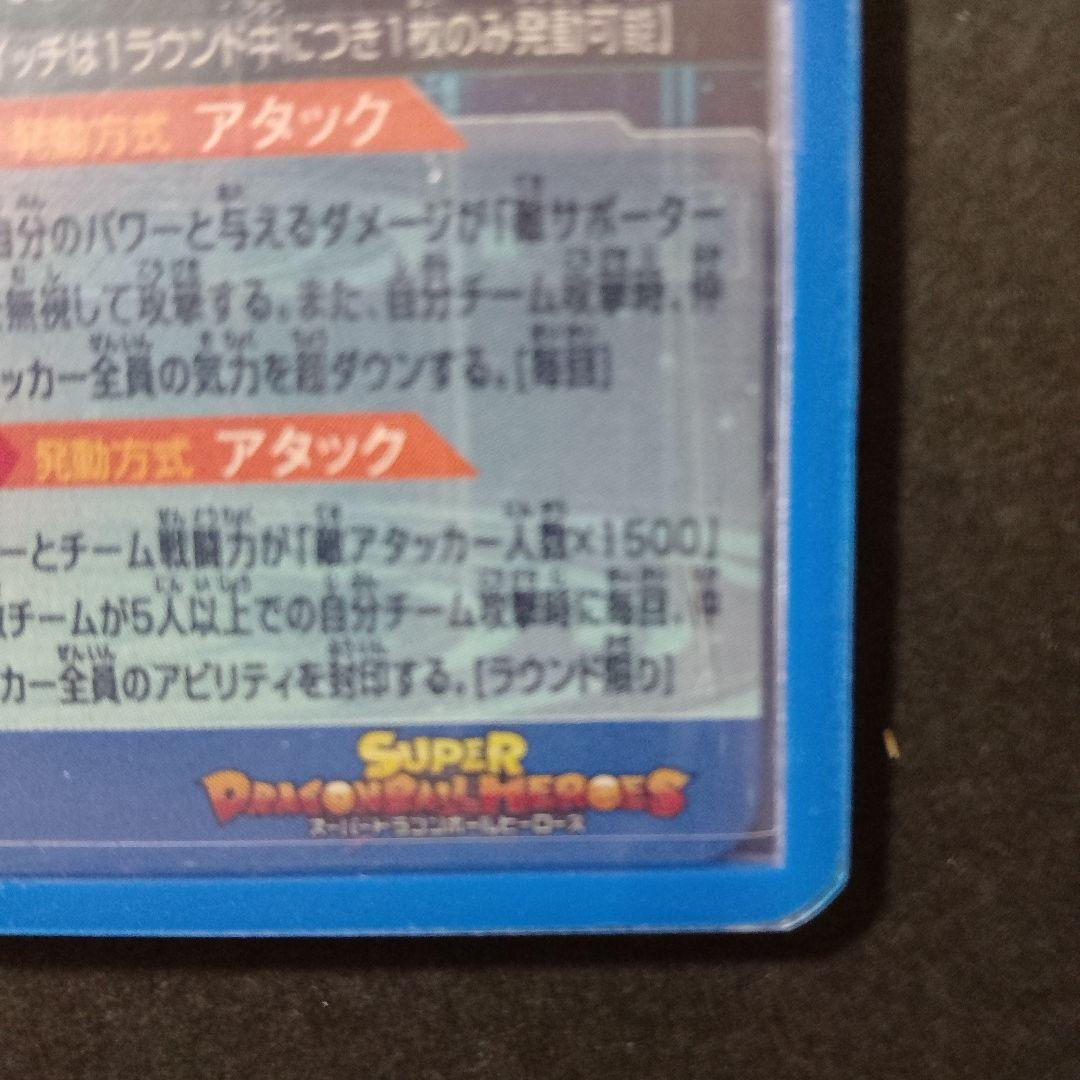 ッチは1ラウンド中につき1枚のみ発動可能]
発動方式 アタック
自分のパワーと与えるダメージが「敵サポーター
無視して攻撃する。また、自分チーム攻撃時、
ッカー全員の気力を超ダウンする。[毎回]
発動方式 アタック
ーとチーム戦闘力が「敵アタッカー人数×1500」
チームが5人以上での自分チーム攻撃時に毎回、
カー全員のアビリティを封印する。[ラウンド限り]
SUPER
DRAGONBALL HEROES
スーパードラゴンボールヒーローズ